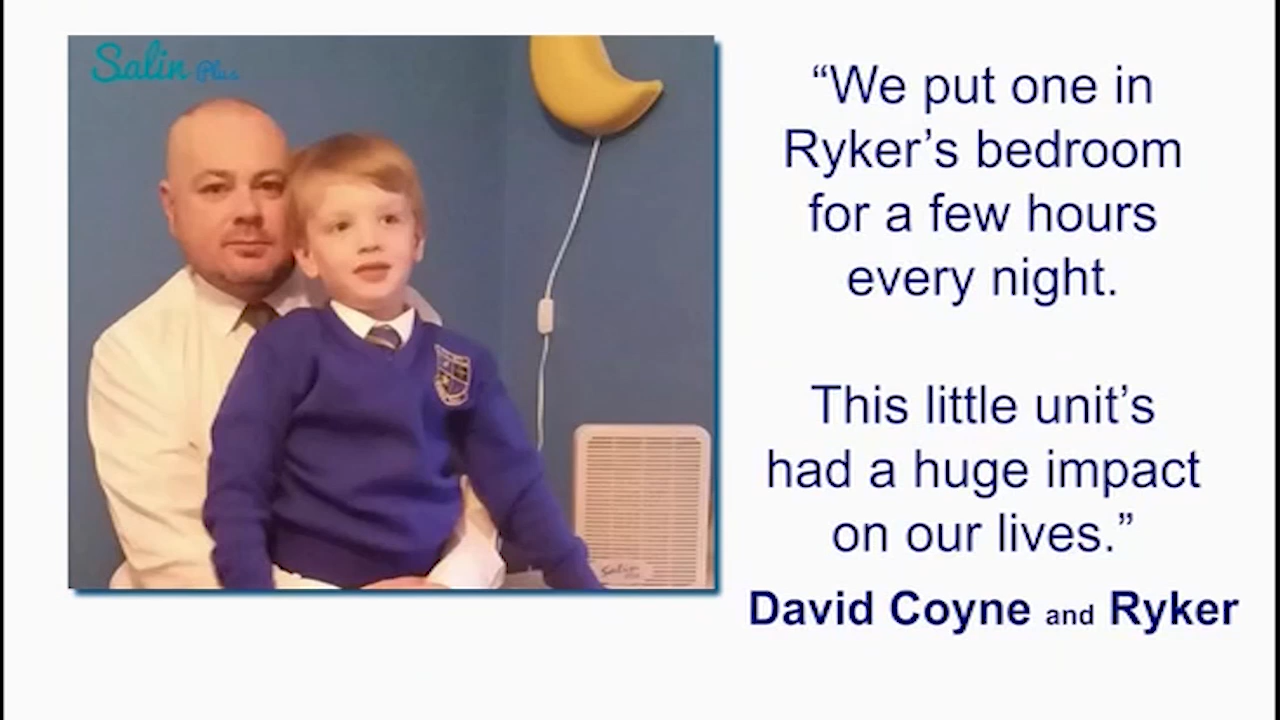 Salin Plus
“We put one in
Ryker’s bedroom
for a few hours
every night.
This little unit’s
had a huge impact
on our lives.”
David Coyne and Ryker
Salin